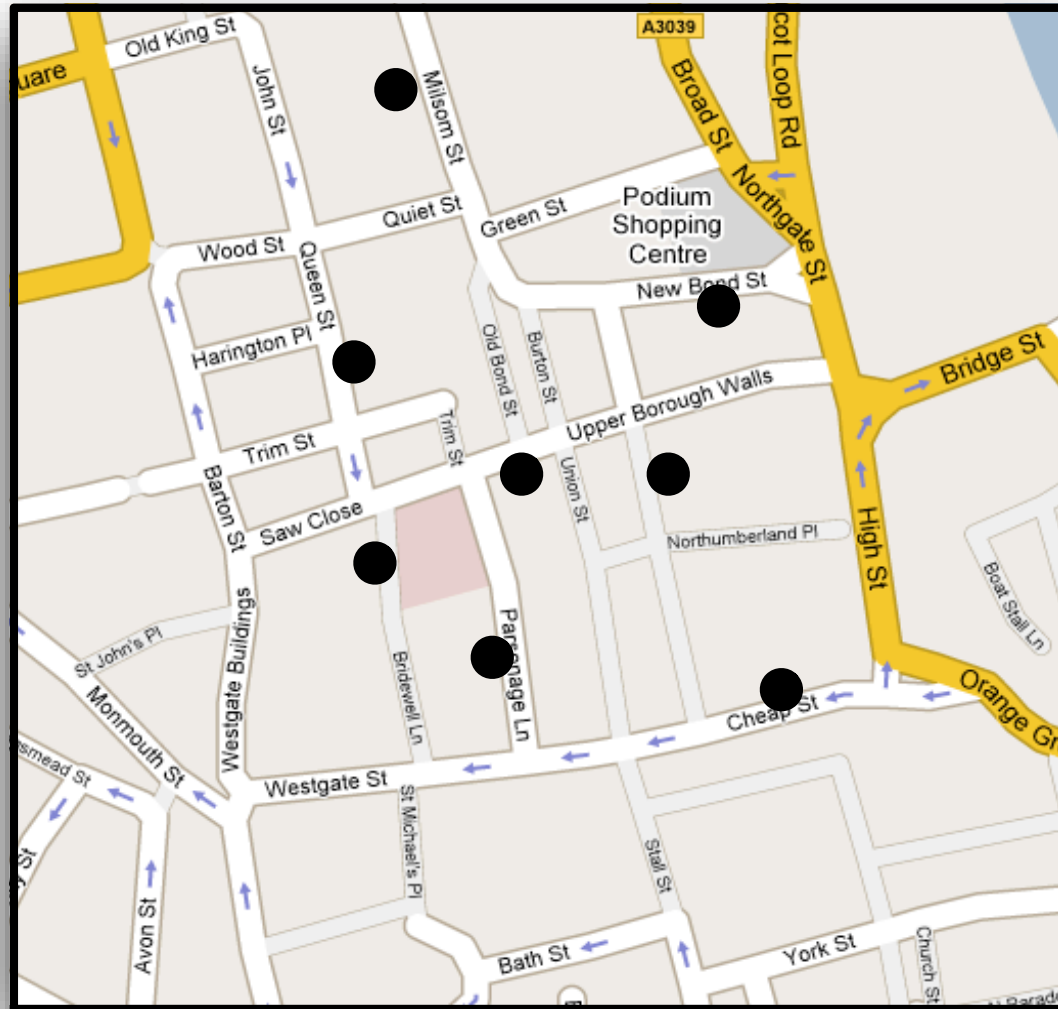 Old King St
A3039
cot Loop Rd
uare
John St
Milsom St
Broad St
Northgate St
Podium
Shopping
Centre
Quiet St
Green St
Wood St
Queen St
New Bond St
Harington Pl
Old Bond St
Burton St
Bridge St
Upper Borough Walls
Trim St
Trim St
Barton St
Saw Close
Union St
Northumberland Pl
High St
Boat Stall Ln
St John's Pl
Westgate Buildings
Parsonage Ln
Bridewell Ln
Monmouth St
Orange Gr
Cheap St
smead St
Westgate St
St Michael's Pl
Stall St
y St
Avon St
Bath St
York St
Church St